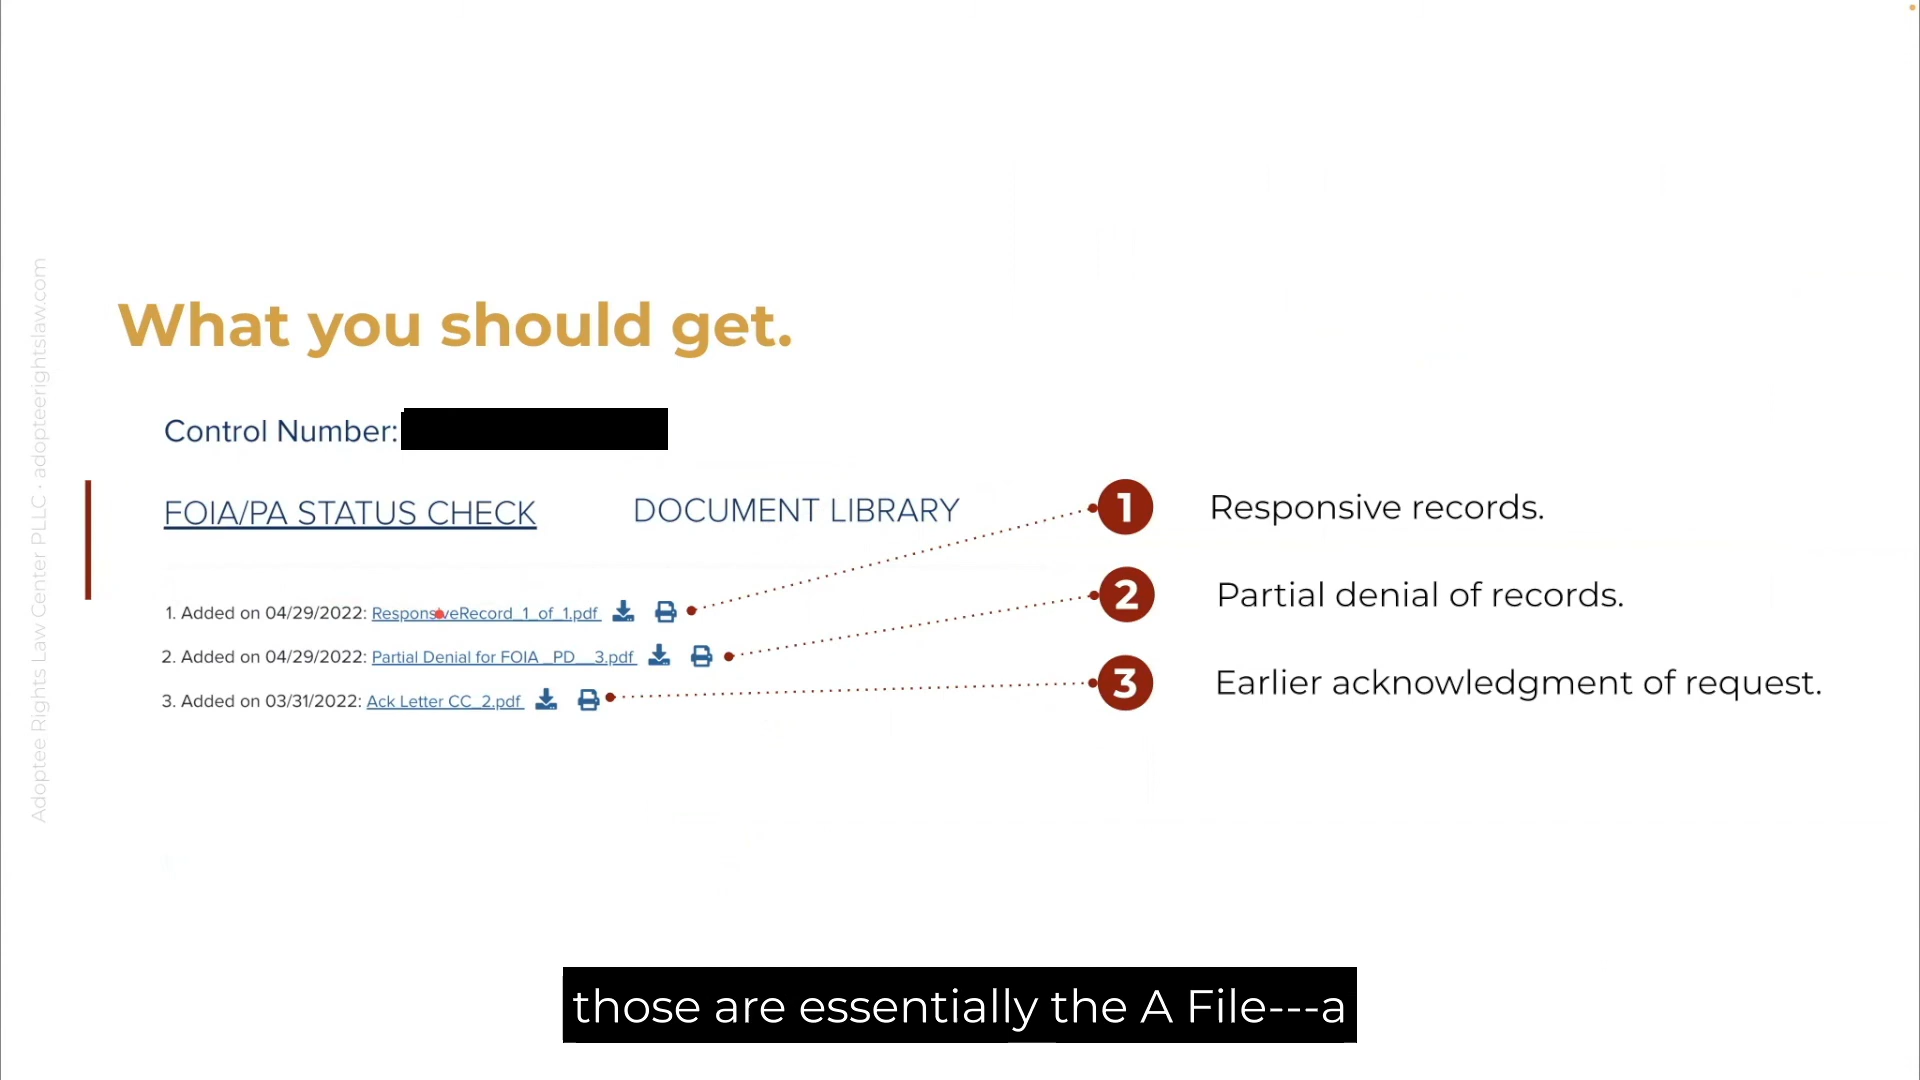 What you should get.
Control Number:
FOIA/PA STATUS CHECK
DOCUMENT LIBRARY
1. Added on 04/29/2022: ResponsiveRecord_1_of_1.pdf
2. Added on 04/29/2022: Partial Denial for FOIA _PD__3.pdf
3. Added on 03/31/2022: Ack Letter CC_2.pdf
1 Responsive records.
2 Partial denial of records.
3 Earlier acknowledgment of request.
Adoptee Rights Law Center PLLC · adopteerightslaw.com
those are essentially the A File---a